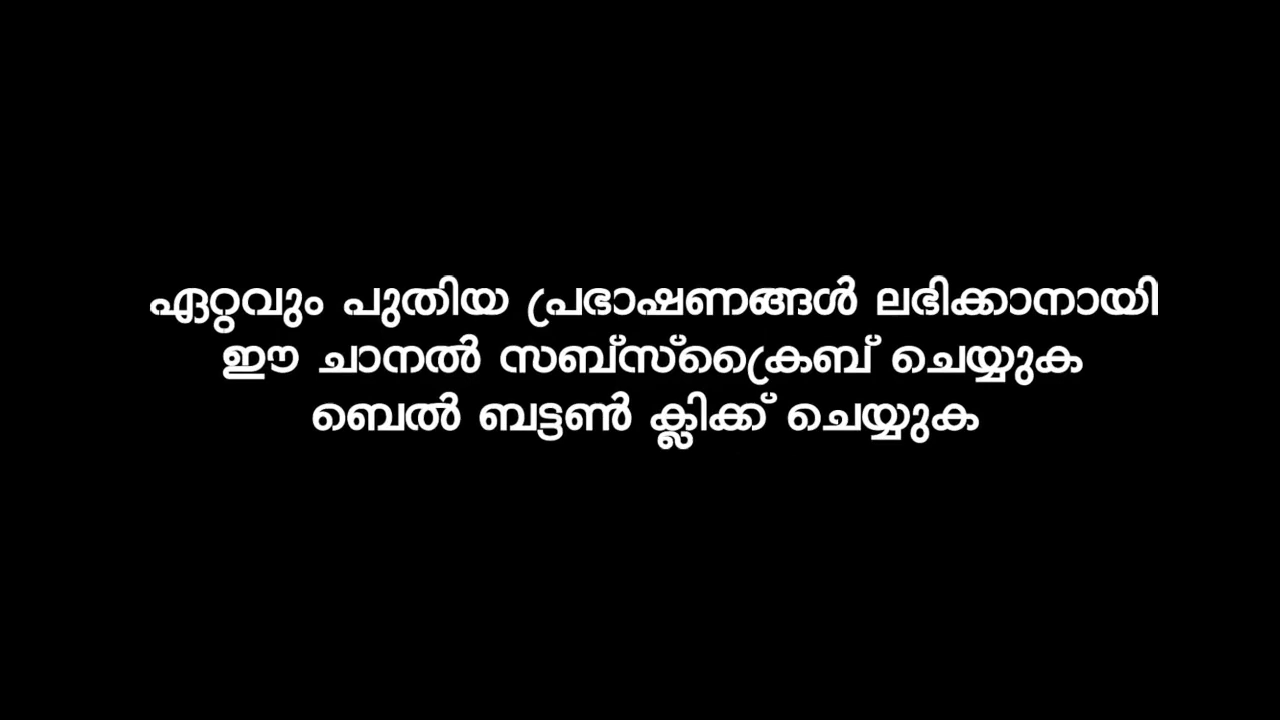 ഏറ്റവും പുതിയ പ്രഭാഷണങ്ങൾ ലഭിക്കാനായി
ഈ ചാനൽ സബ്സ്ക്രൈബ് ചെയ്യുക
ബെൽ ബട്ടൺ ക്ലിക്ക് ചെയ്യുക